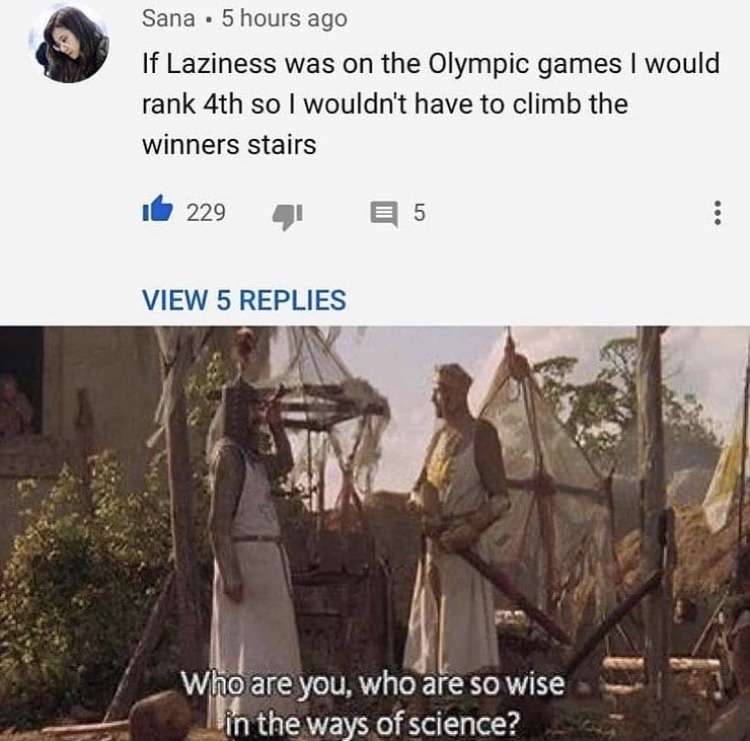 Sana • 5 hours ago
If Laziness was on the Olympic games I would
rank 4th so I wouldn't have to climb the
winners stairs
229
5
VIEW 5 REPLIES
Who are you, who are so wise
in the ways of science?